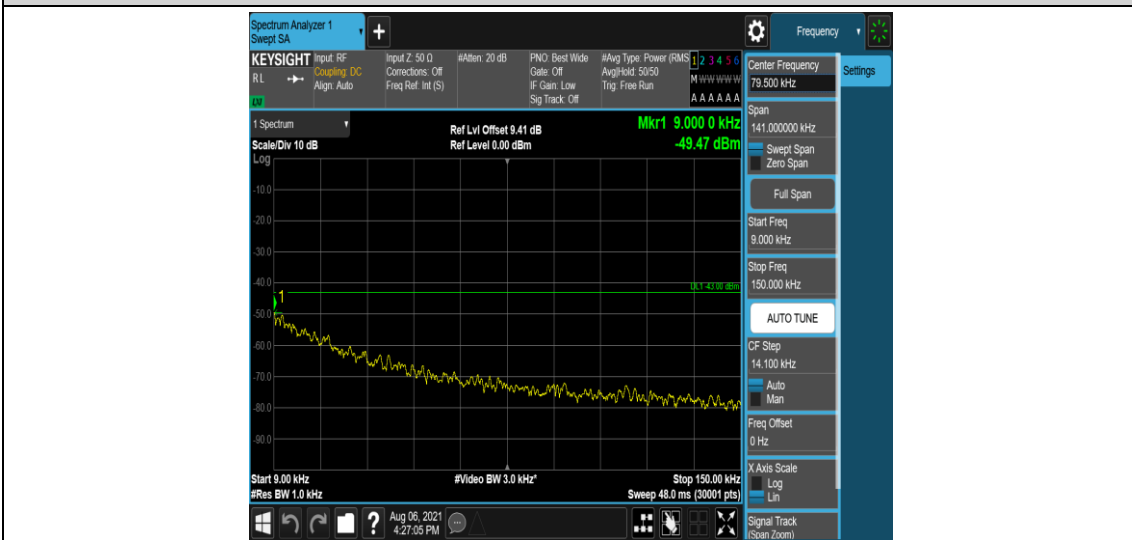 Spectrum Analyzer 1
Swept SA
+
Frequency
KEYSIGHT
RL
LXI
Input: RF
Coupling: DC
Align: Auto
Input Z: 50 Ω
Corrections: Off
Freq Ref: Int (S)
#Atten: 20 dB
PNO: Best Wide
Gate: Off
IF Gain: Low
Sig Track: Off
#Avg Type: Power (RMS
Avg|Hold: 50/50
Trig: Free Run
1 2 3 4 5 6
M W W W W W
A A A A A A
Center Frequency
79.500 kHz
Settings
Span
141.000000 kHz
Swept Span
Zero Span
Full Span
Start Freq
9.000 kHz
Stop Freq
150.000 kHz
AUTO TUNE
CF Step
14.100 kHz
Auto
Man
Freq Offset
0 Hz
X Axis Scale
Log
Lin
Signal Track
(Span Zoom)
1 Spectrum
Scale/Div 10 dB
Log
Ref Lvl Offset 9.41 dB
Ref Level 0.00 dBm
Mkr1 9.000 0 kHz
-49.47 dBm
-10.0
-20.0
-30.0
-40.0
DL1 -43.00 dBm
1
-50.0
-60.0
-70.0
-80.0
-90.0
Start 9.00 kHz
#Video BW 3.0 kHz*
Stop 150.00 kHz
#Res BW 1.0 kHz
Sweep 48.0 ms (30001 pts)
?
Aug 06, 2021
4:27:05 PM